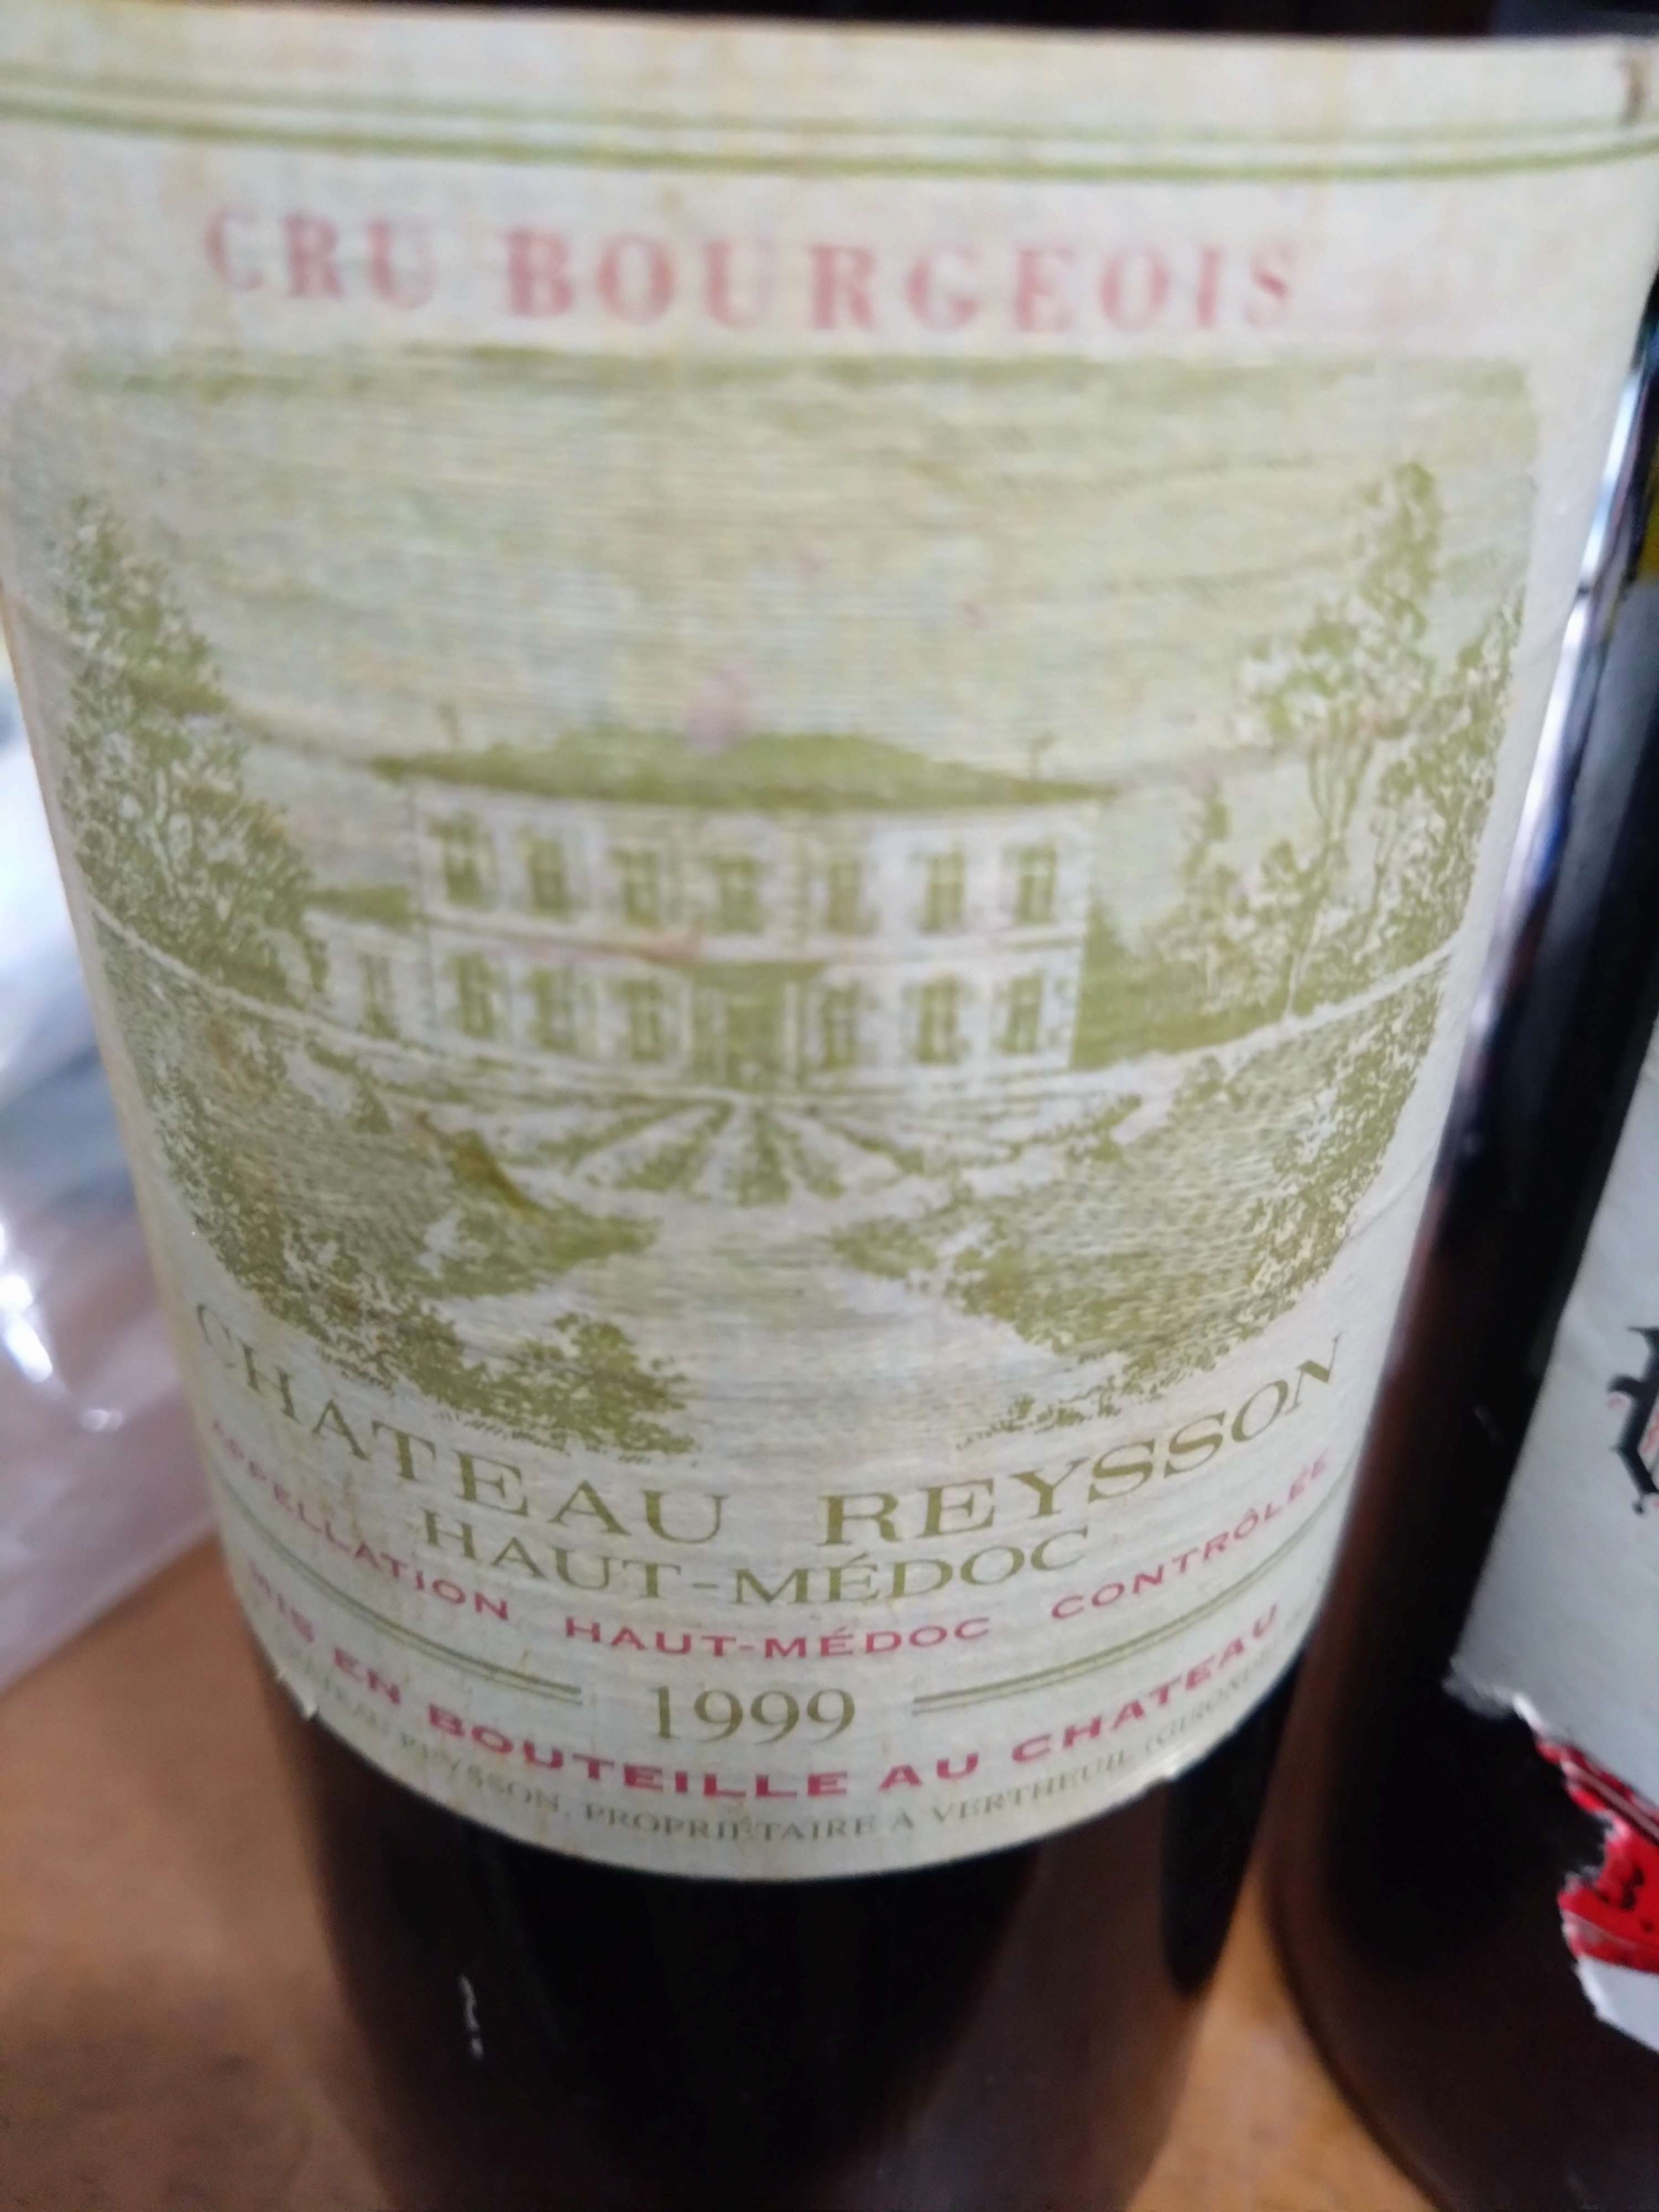 CRU BOURGEOIS
CHATEAU REYSSON
HAUT-MÉDOC
APPELLATION HAUT-MÉDOC CONTRÔLÉE
1999
MIS EN BOUTEILLE AU CHATEAU
REYSSON, PROPRIÉTAIRE A VERTHEUIL (GIRONDE